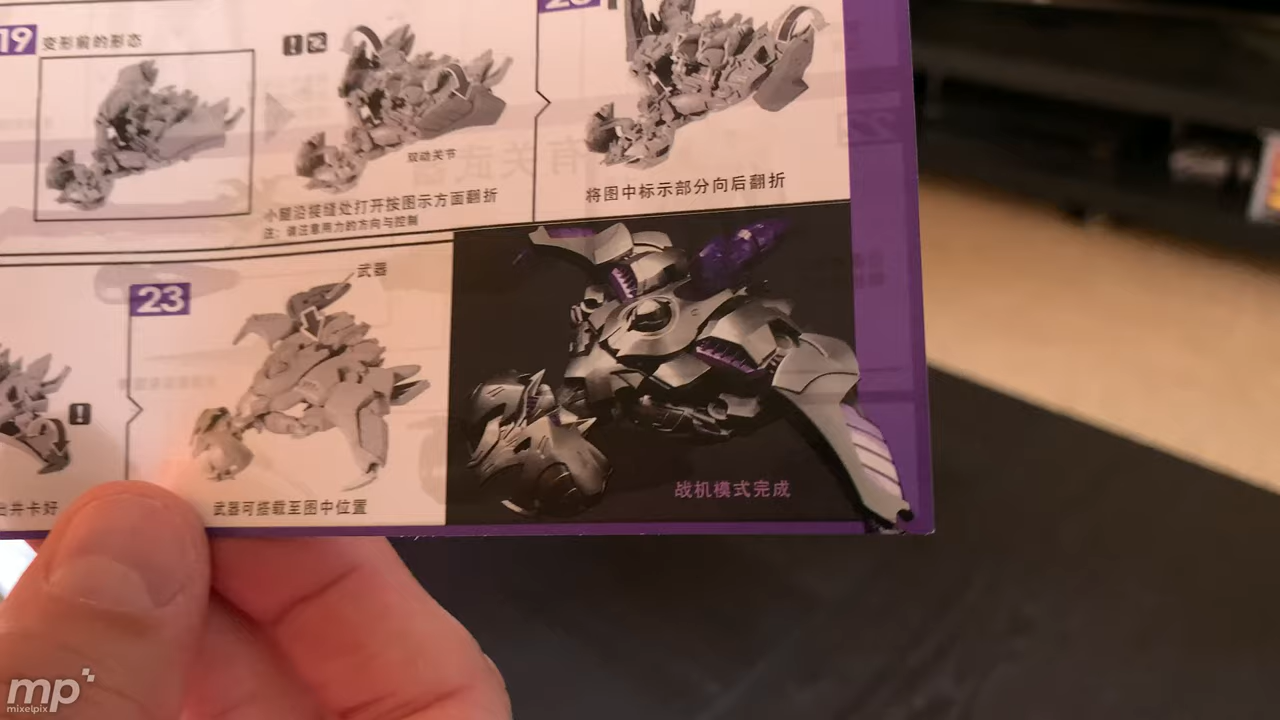 19 变形前的形态
双动关节
小腿沿接缝处打开按图示方面翻折
注：请注意用力的方向与控制
将图中标示部分向后翻折
23
武器
出并卡好
武器可搭载至图中位置
战机模式完成
mp
mixelpix